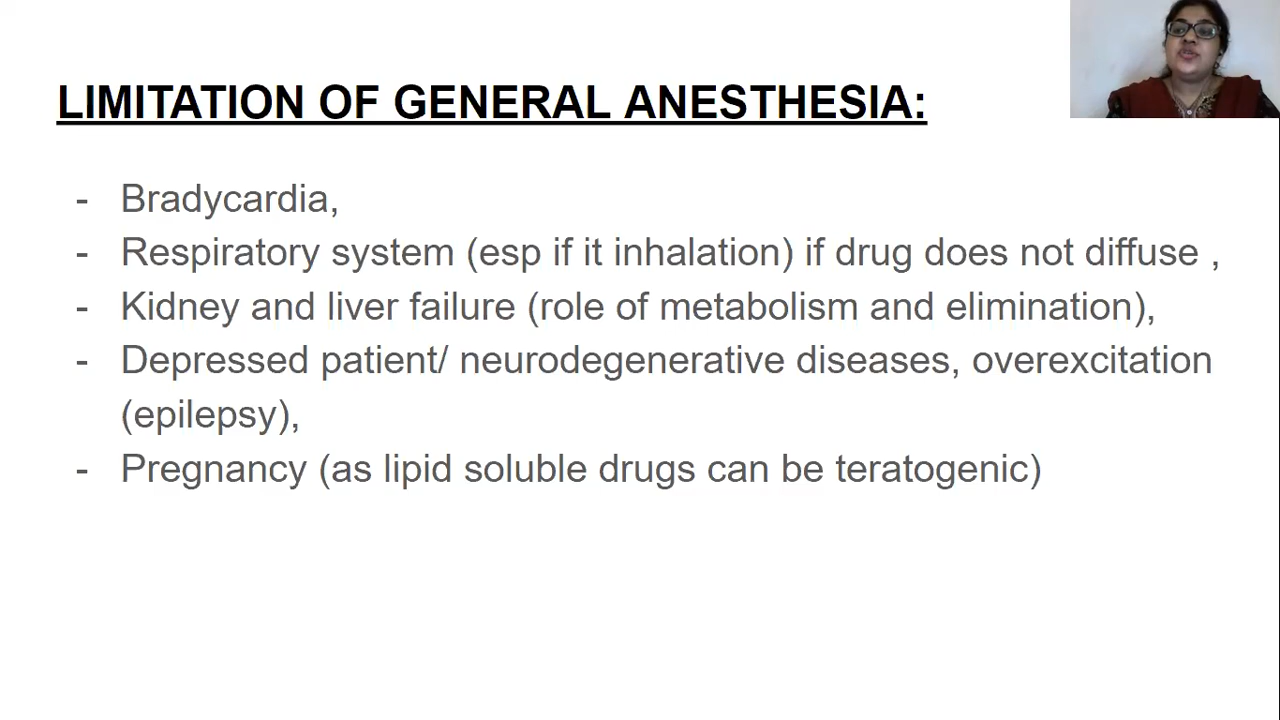 LIMITATION OF GENERAL ANESTHESIA:
- Bradycardia,
- Respiratory system (esp if it inhalation) if drug does not diffuse ,
- Kidney and liver failure (role of metabolism and elimination),
- Depressed patient/ neurodegenerative diseases, overexcitation
(epilepsy),
- Pregnancy (as lipid soluble drugs can be teratogenic)